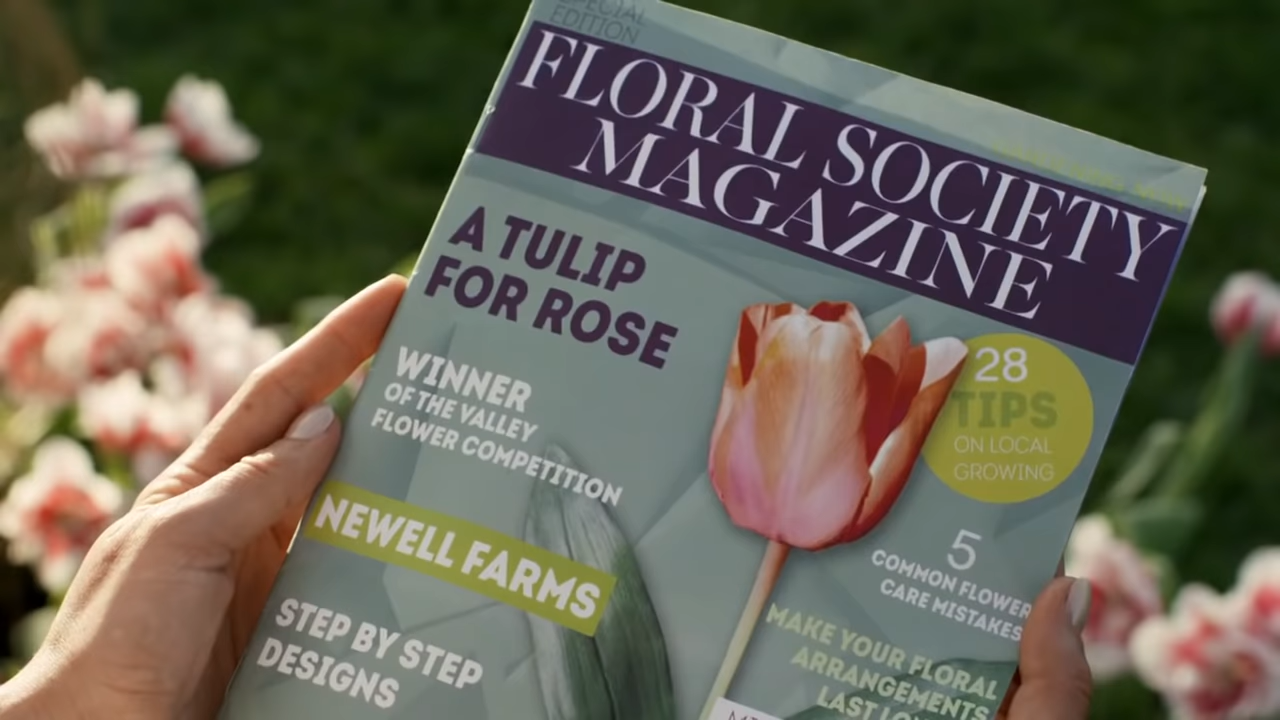 SPECIAL
EDITION
FLORAL SOCIETY
MAGAZINE
A TULIP
FOR ROSE
WINNER
OF THE VALLEY
FLOWER COMPETITION
NEWELL FARMS
STEP BY STEP
DESIGNS
28
TIPS
ON LOCAL
GROWING
5
COMMON FLOWER
CARE MISTAKES
MAKE YOUR FLORAL
ARRANGEMENTS
LAST